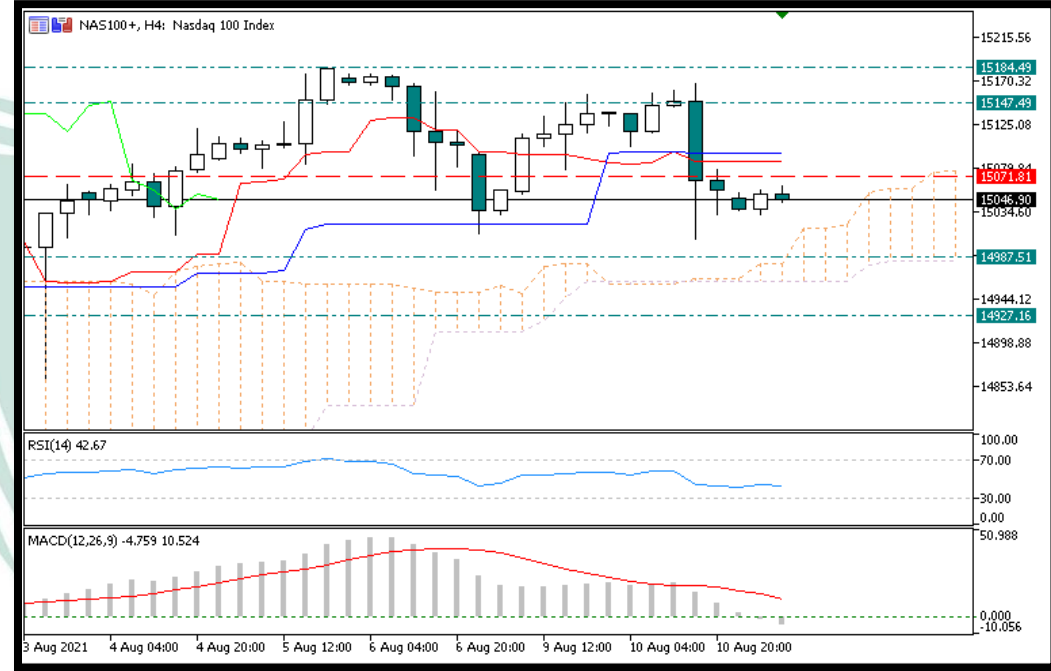 NAS100+, H4: Nasdaq 100 Index
15215.56
15184.49
15170.32
15147.49
15125.08
15079.84
15071.81
15046.90
15034.60
14987.51
14944.12
14927.16
14898.88
14853.64
RSI(14) 42.67
100.00
70.00
30.00
0.00
MACD(12,26,9) -4.759 10.524
50.988
0.000
-10.056
3 Aug 2021
4 Aug 04:00
4 Aug 20:00
5 Aug 12:00
6 Aug 04:00
6 Aug 20:00
9 Aug 12:00
10 Aug 04:00
10 Aug 20:00